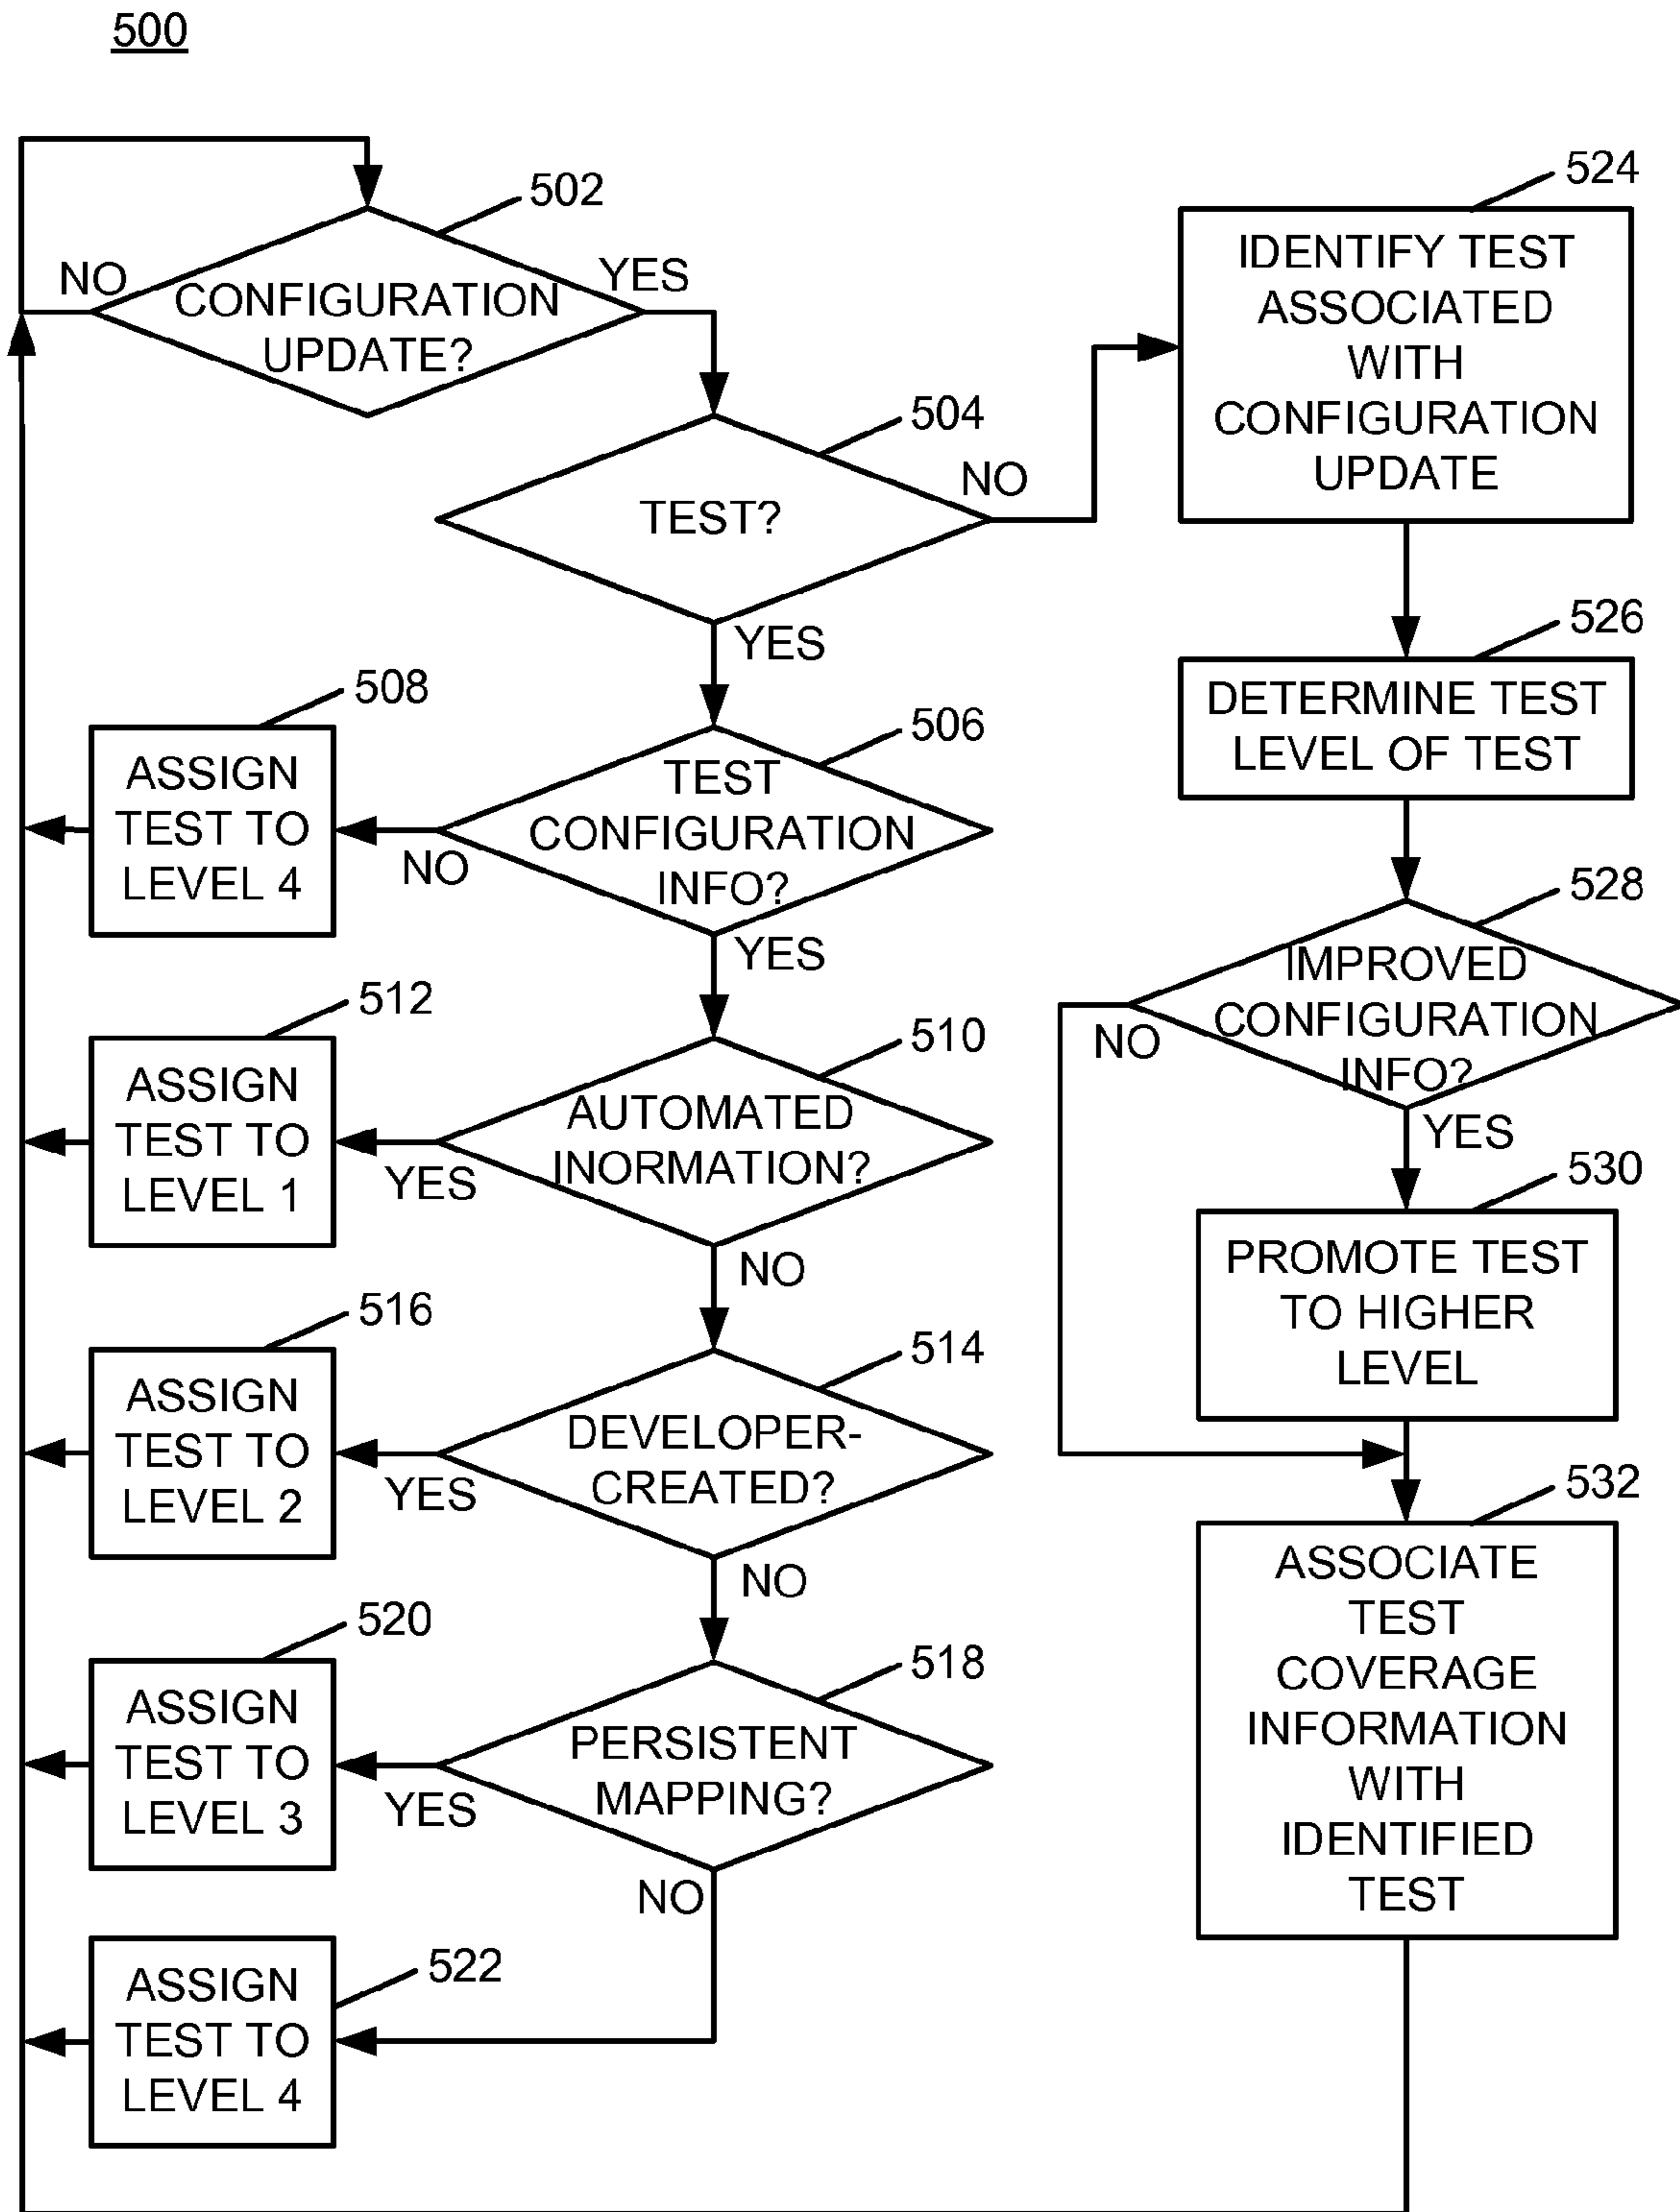 500
502
NO
YES
CONFIGURATION
UPDATE?
504
TEST?
NO
YES
506
TEST
CONFIGURATION
INFO?
NO
YES
508
ASSIGN
TEST TO
LEVEL 4
510
AUTOMATED
INORMATION?
YES
NO
512
ASSIGN
TEST TO
LEVEL 1
514
DEVELOPER-
CREATED?
YES
NO
516
ASSIGN
TEST TO
LEVEL 2
518
PERSISTENT
MAPPING?
YES
NO
520
ASSIGN
TEST TO
LEVEL 3
522
ASSIGN
TEST TO
LEVEL 4
524
IDENTIFY TEST
ASSOCIATED
WITH
CONFIGURATION
UPDATE
526
DETERMINE TEST
LEVEL OF TEST
528
IMPROVED
CONFIGURATION
INFO?
NO
YES
530
PROMOTE TEST
TO HIGHER
LEVEL
532
ASSOCIATE
TEST
COVERAGE
INFORMATION
WITH
IDENTIFIED
TEST